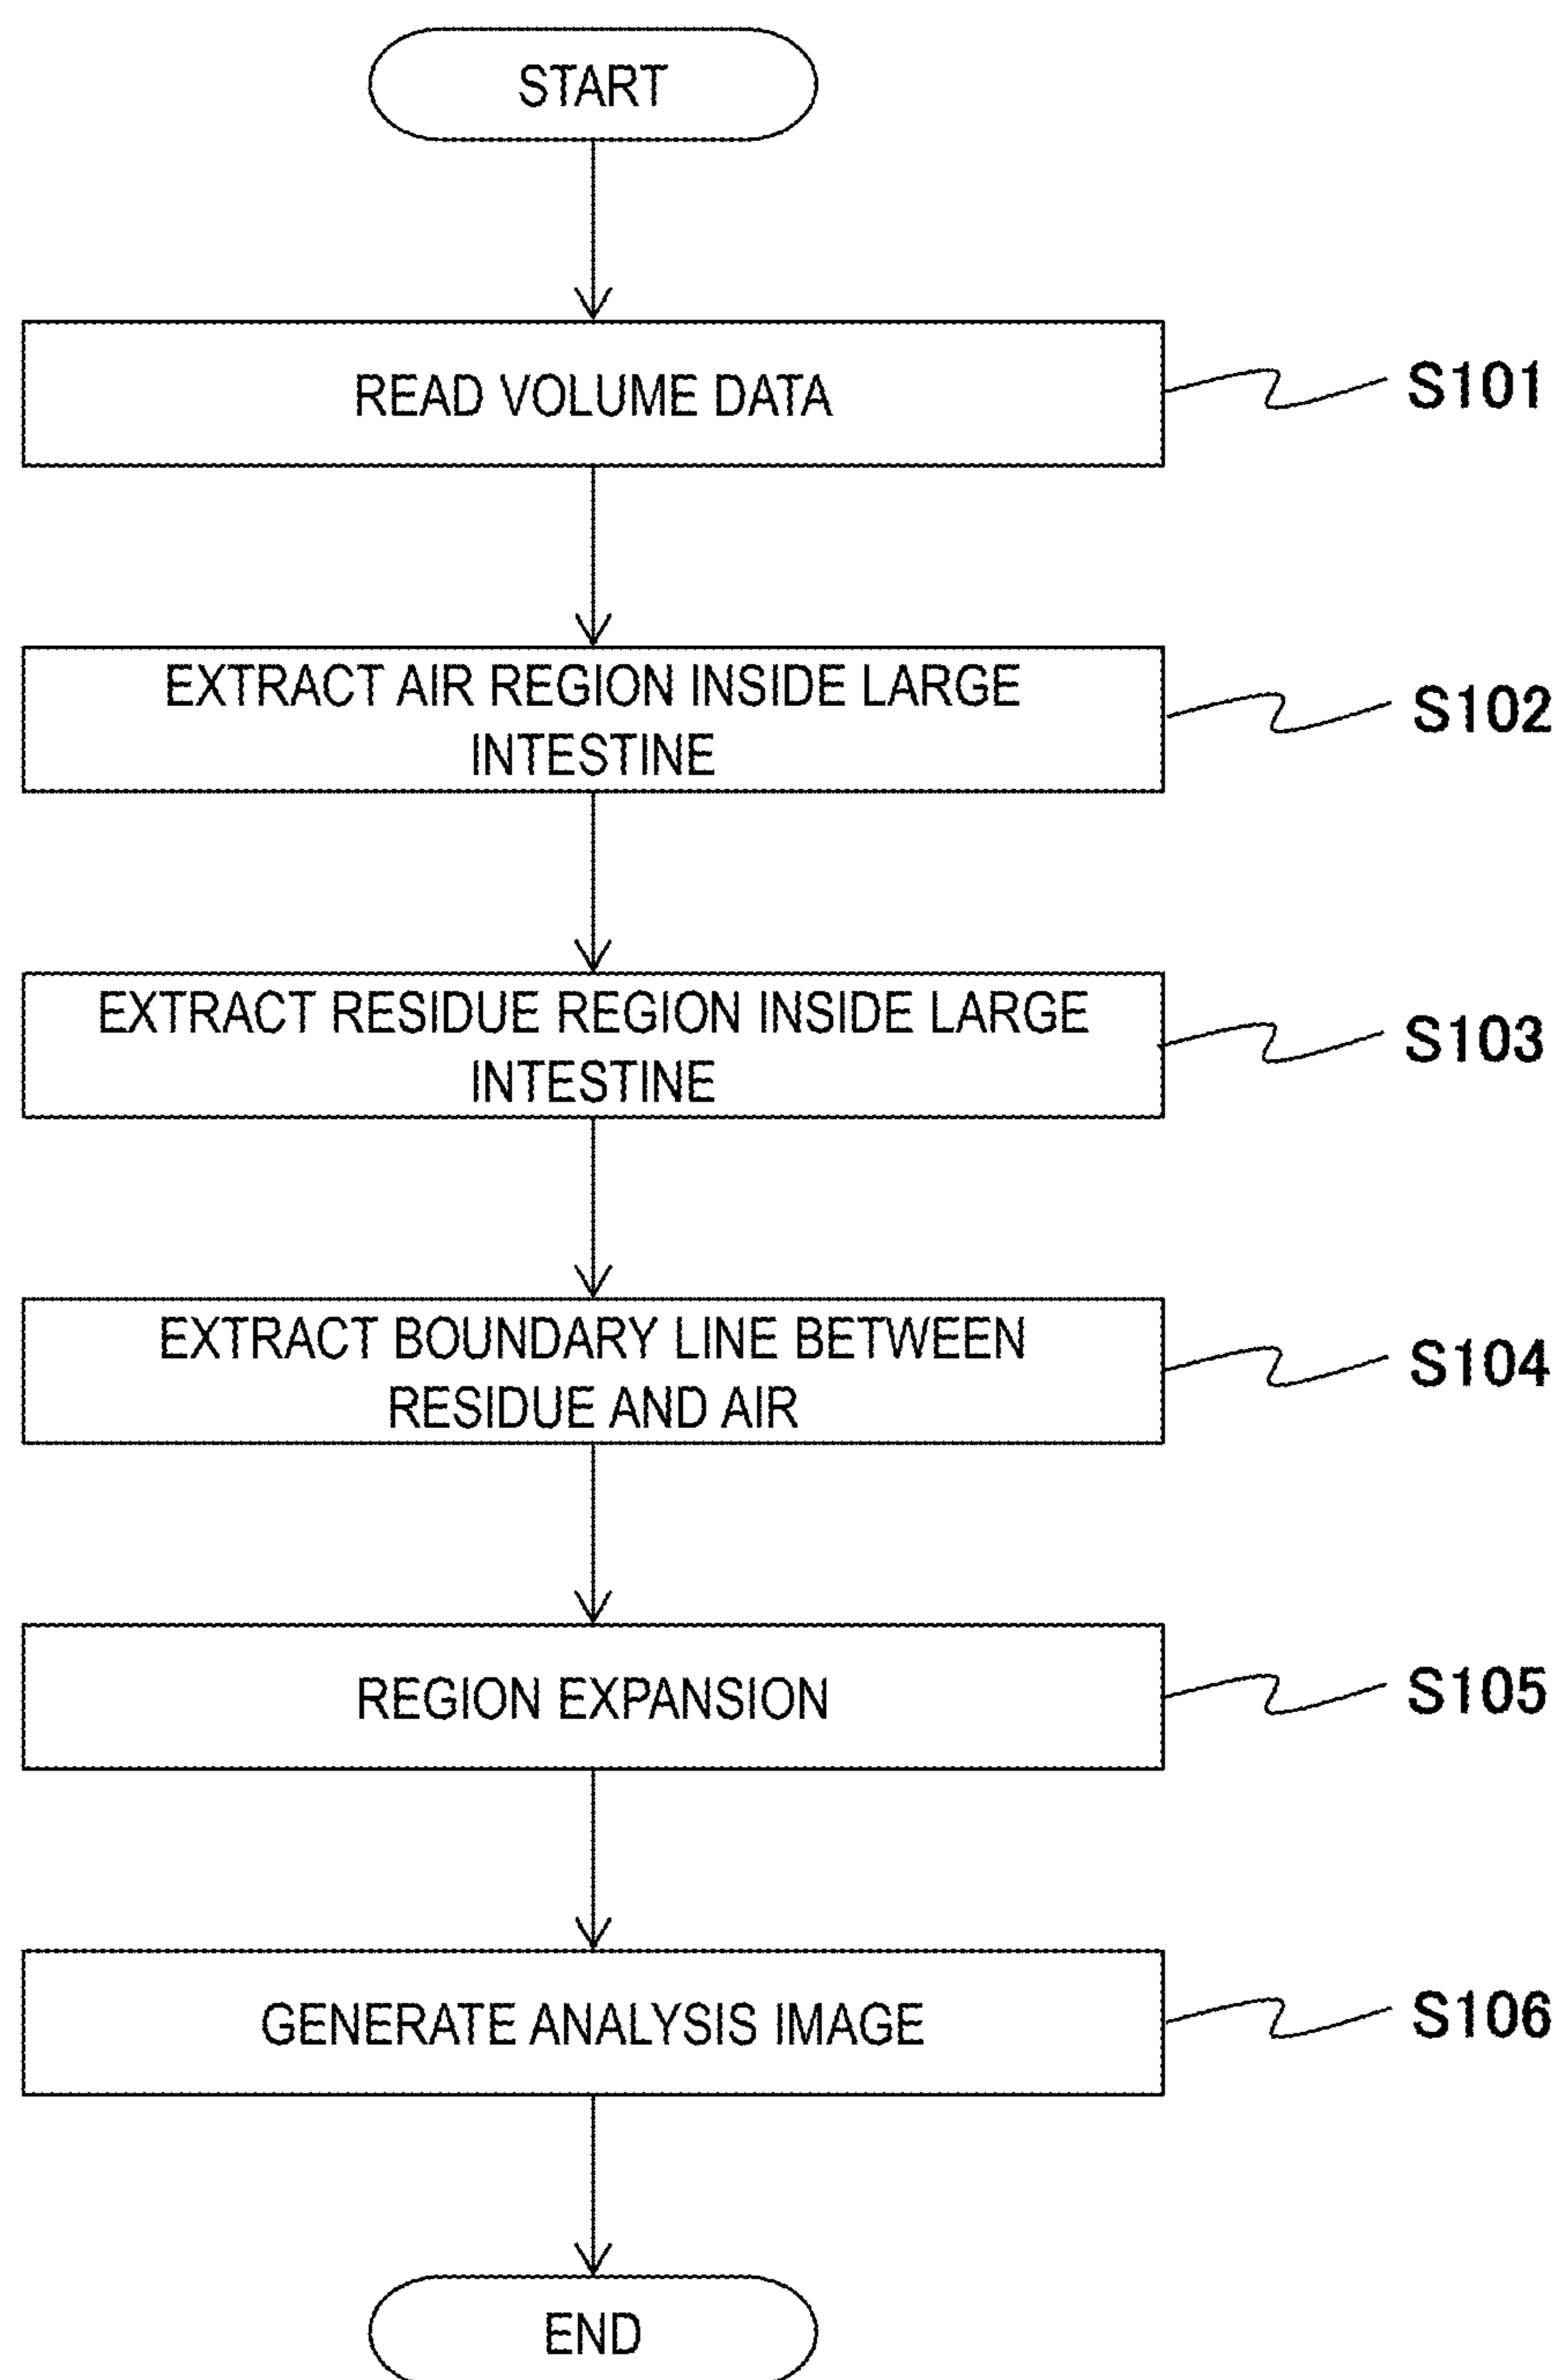 START
READ VOLUME DATA
S101
EXTRACT AIR REGION INSIDE LARGE
INTESTINE
S102
EXTRACT RESIDUE REGION INSIDE LARGE
INTESTINE
S103
EXTRACT BOUNDARY LINE BETWEEN
RESIDUE AND AIR
S104
REGION EXPANSION
S105
GENERATE ANALYSIS IMAGE
S106
END